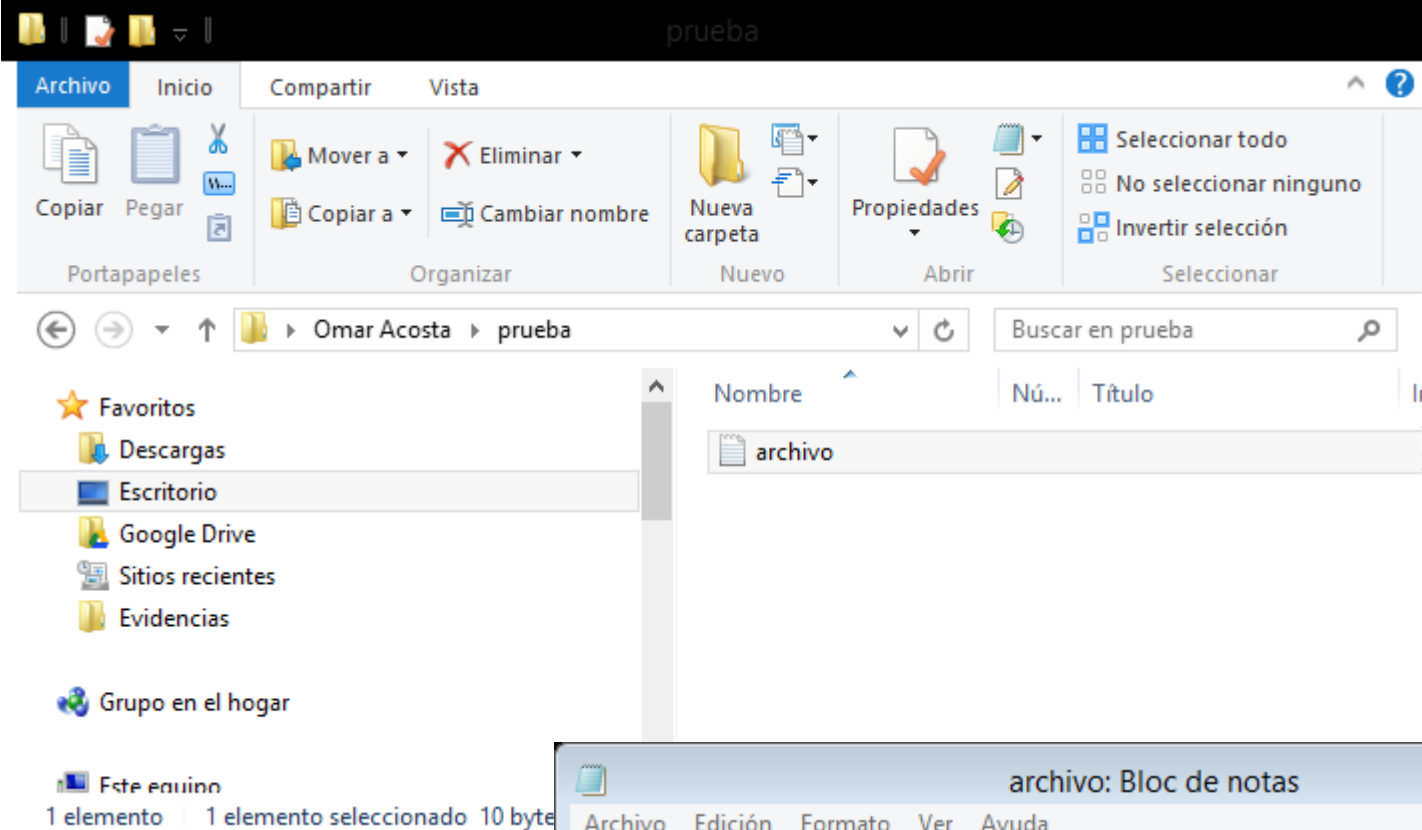 prueba
Archivo Inicio Compartir Vista
Copiar Pegar Mover a Eliminar Copiar a Cambiar nombre Nueva carpeta Propiedades Seleccionar todo No seleccionar ninguno Invertir selección
Portapapeles Organizar Nuevo Abrir Seleccionar
Omar Acosta prueba Buscar en prueba
Nombre Nú... Título
Favoritos
archivo
Descargas
Escritorio
Google Drive
Sitios recientes
Evidencias
Grupo en el hogar
Este equipo
archivo: Bloc de notas
1 elemento 1 elemento seleccionado 10 byte
Archivo Edición Formato Ver Ayuda